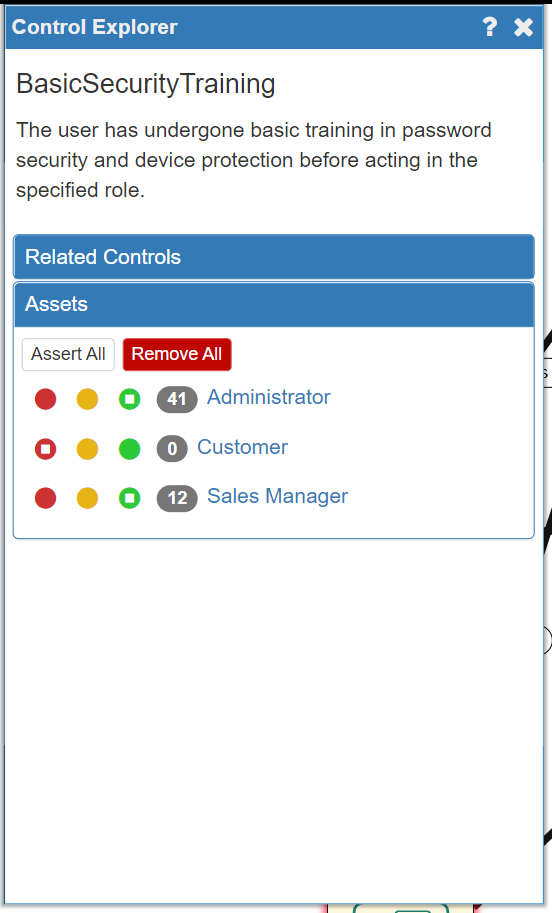 Control Explorer ?
BasicSecurityTraining
The user has undergone basic training in password
security and device protection before acting in the
specified role.
Related Controls
Assets
Assert All Remove All
41 Administrator
0 Customer
12 Sales Manager
s